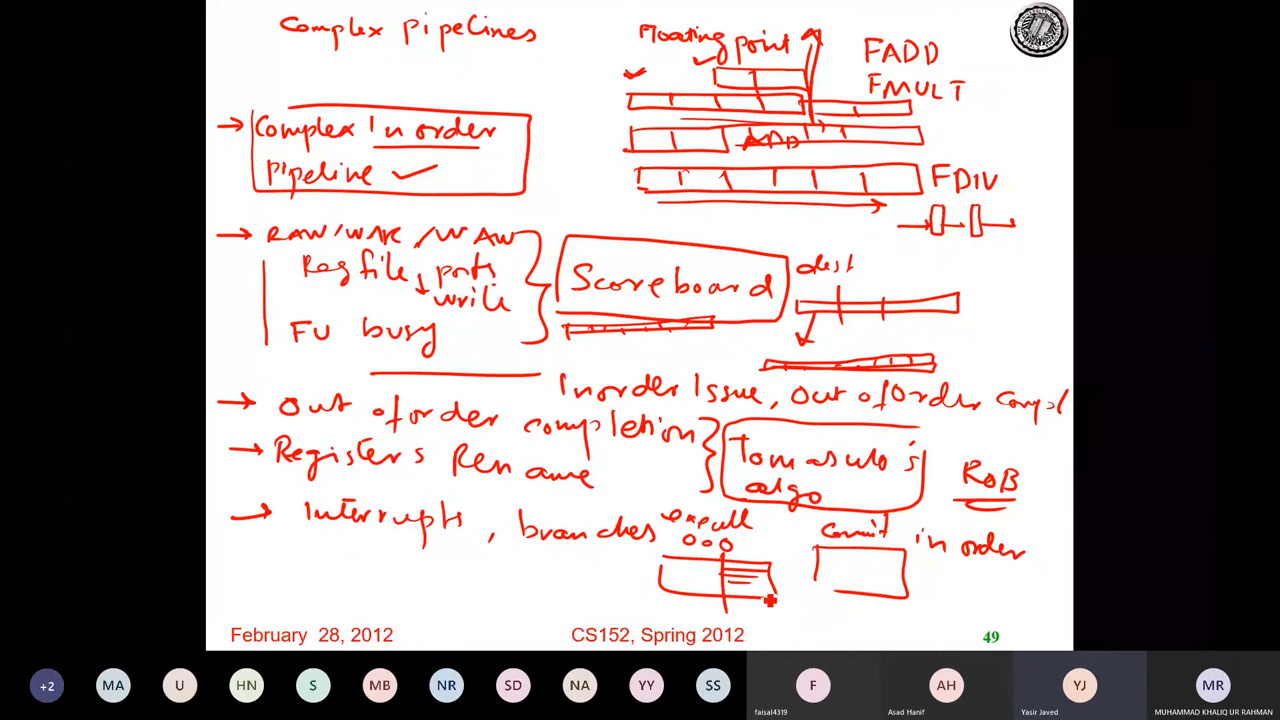 Complex pipelines
Floating point
FADD
FMULT
→ Complex In order
pipeline ✓
ADD
FDIV
→ RAW/WAR/WAW
Reg file ports
write
FU busy
Scoreboard
dest
In order Issue, Out of Order Compl
→ Out of order completion
→ Registers Rename
Tomasulo's
algo
ROB
→ Interrupts, branches
Commit
in order
February 28, 2012
CS152, Spring 2012
49
+2
MA
U
HN
S
MB
NR
SD
NA
YY
SS
F
faisal4319
AH
Asad Hanif
YJ
Yasir Javed
MR
MUHAMMAD KHALIQ UR RAHMAN